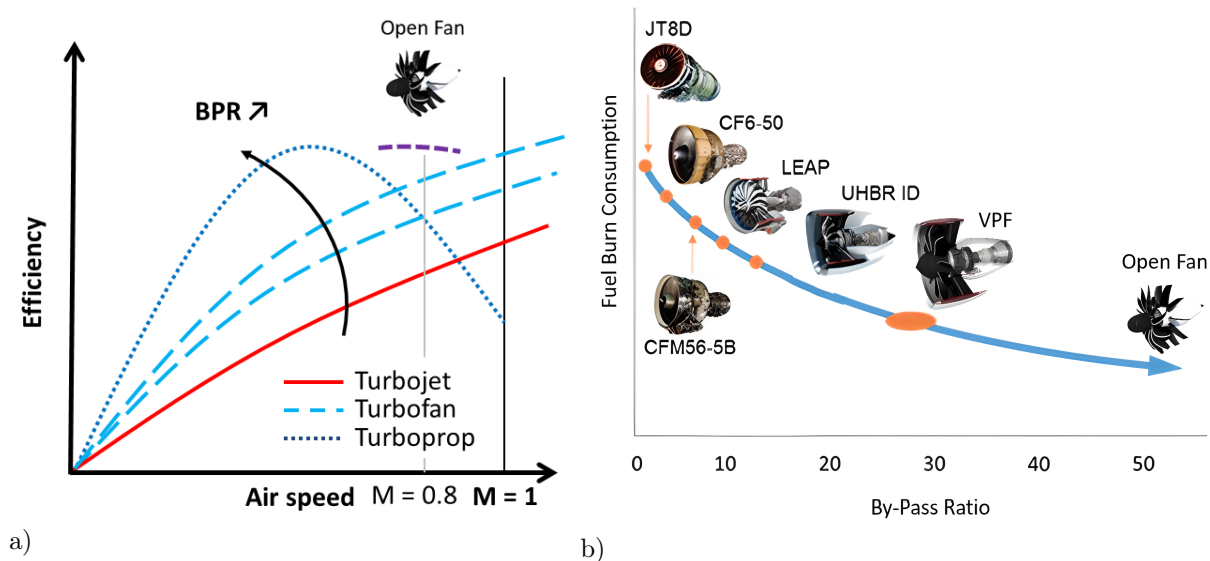 Open Fan
BPR ↗
Efficiency
Turbojet
Turbofan
Turboprop
Air speed M = 0.8 M = 1
a)
JT8D
CF6-50
LEAP
UHBR ID
VPF
Open Fan
CFM56-5B
Fuel Burn Consumption
0 10 20 30 40 50
By-Pass Ratio
b)